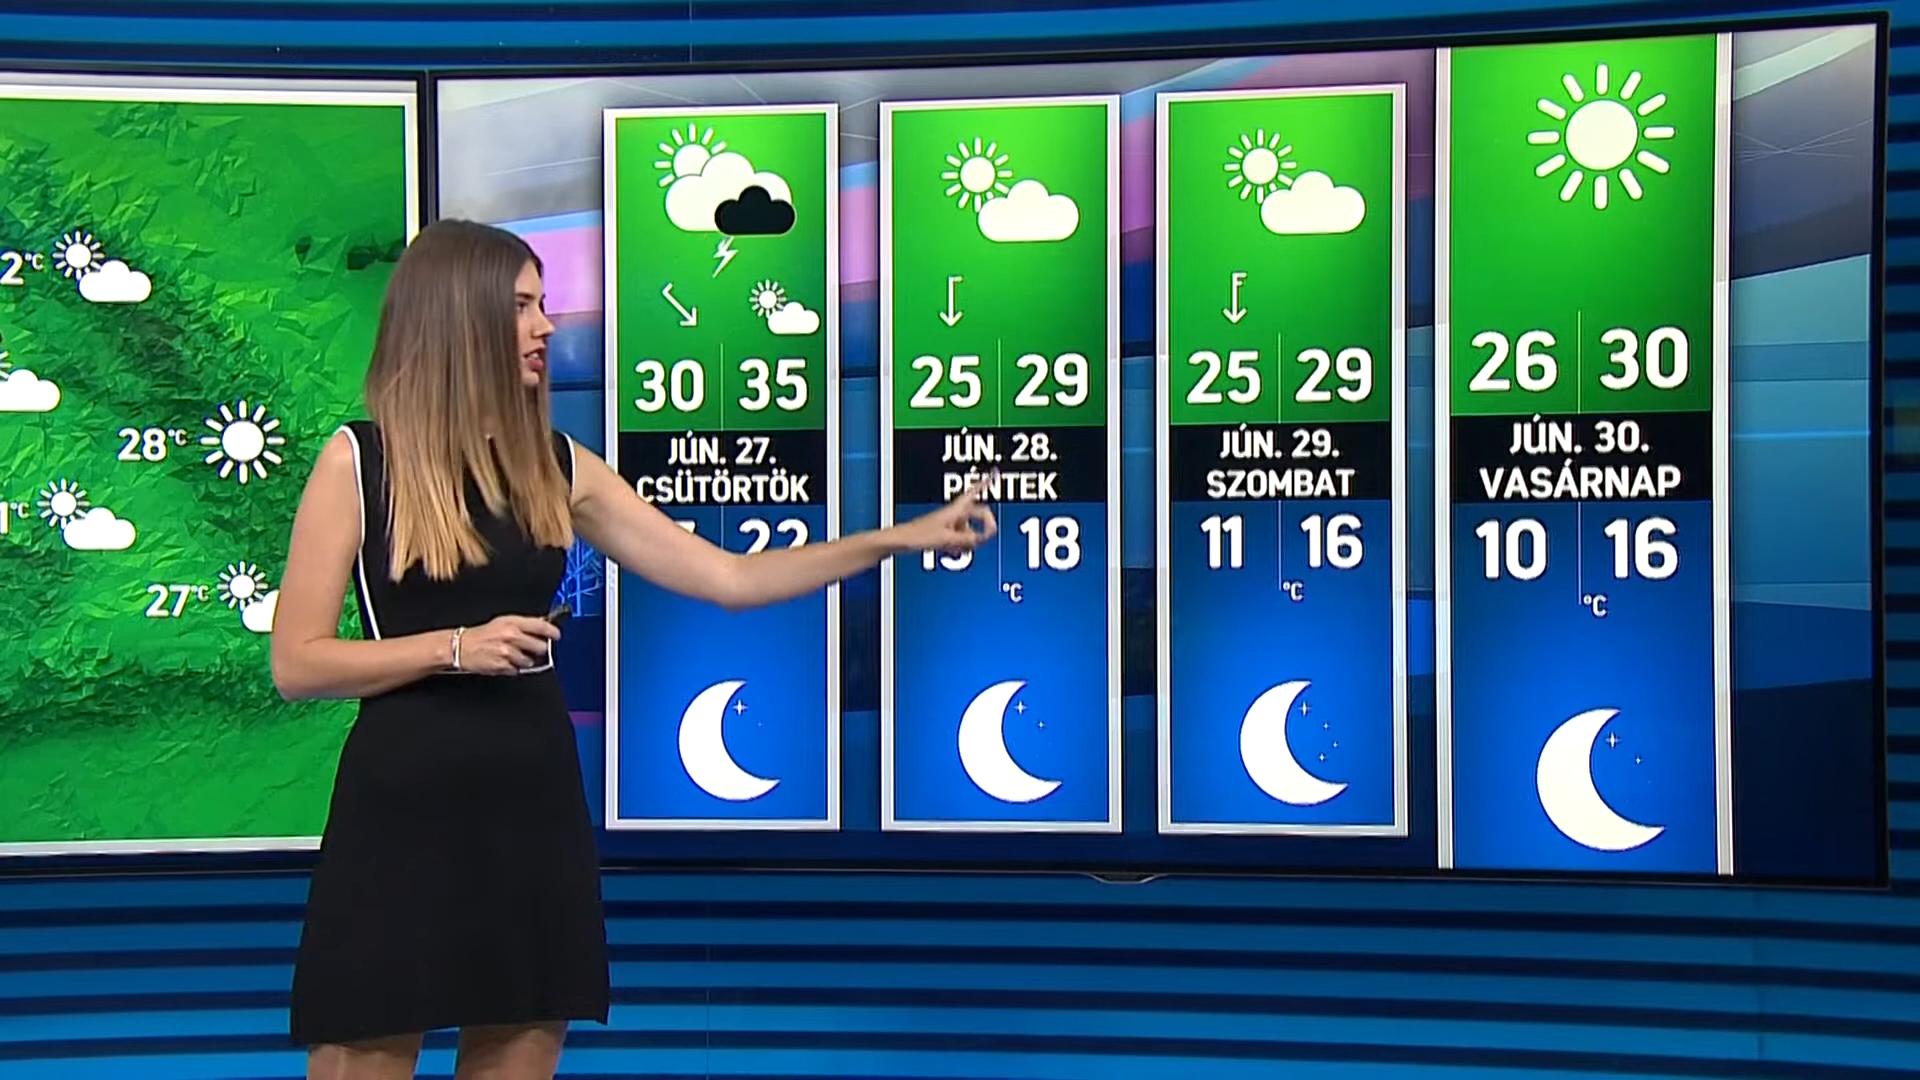 28°C
27°C
30 35
JÚN. 27.
CSÜTÖRTÖK
22
25 29
JÚN. 28.
PÉNTEK
18
°C
25 29
JÚN. 29.
SZOMBAT
11 16
°C
26 30
JÚN. 30.
VASÁRNAP
10 16
°C